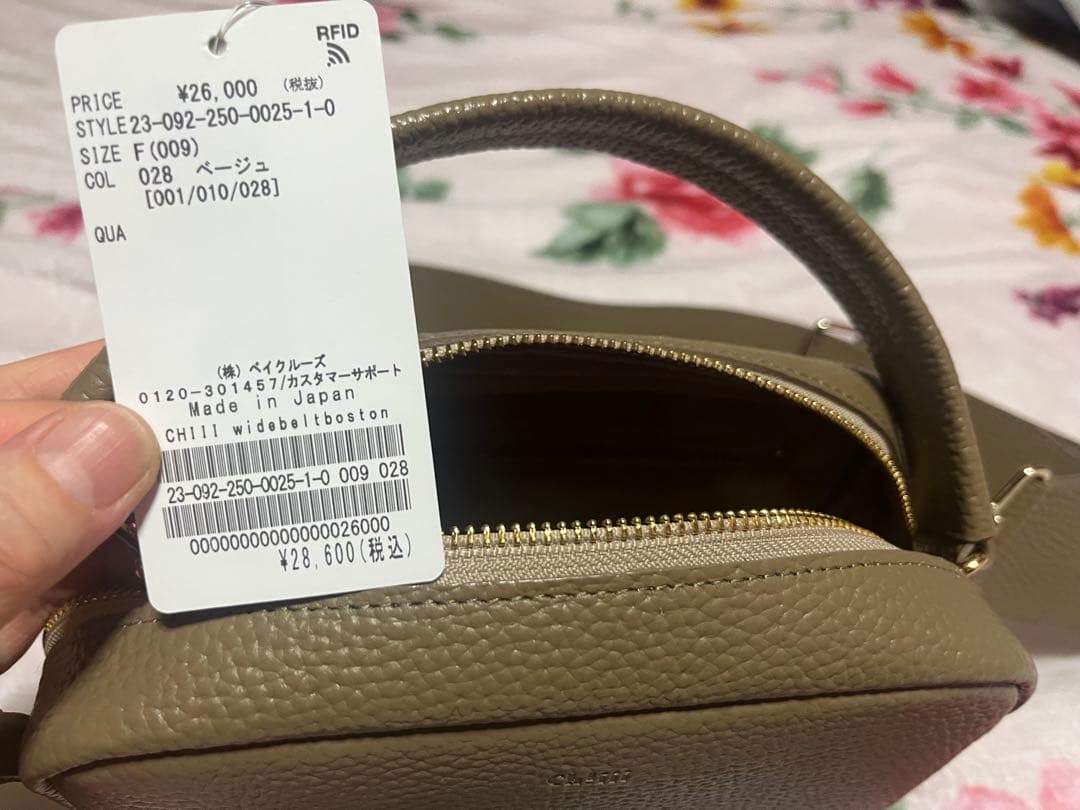 RFID
PRICE ¥26,000 (税抜)
STYLE 23-092-250-0025-1-0
SIZE F(009)
COL 028 ベージュ
[001/010/028]
QUA
(株) ベイクルーズ
0120-301457/カスタマーサポート
Made in Japan
CHIII widebeltboston
23-092-250-0025-1-0 009 028
0000000000000026000
¥28,600(税込)